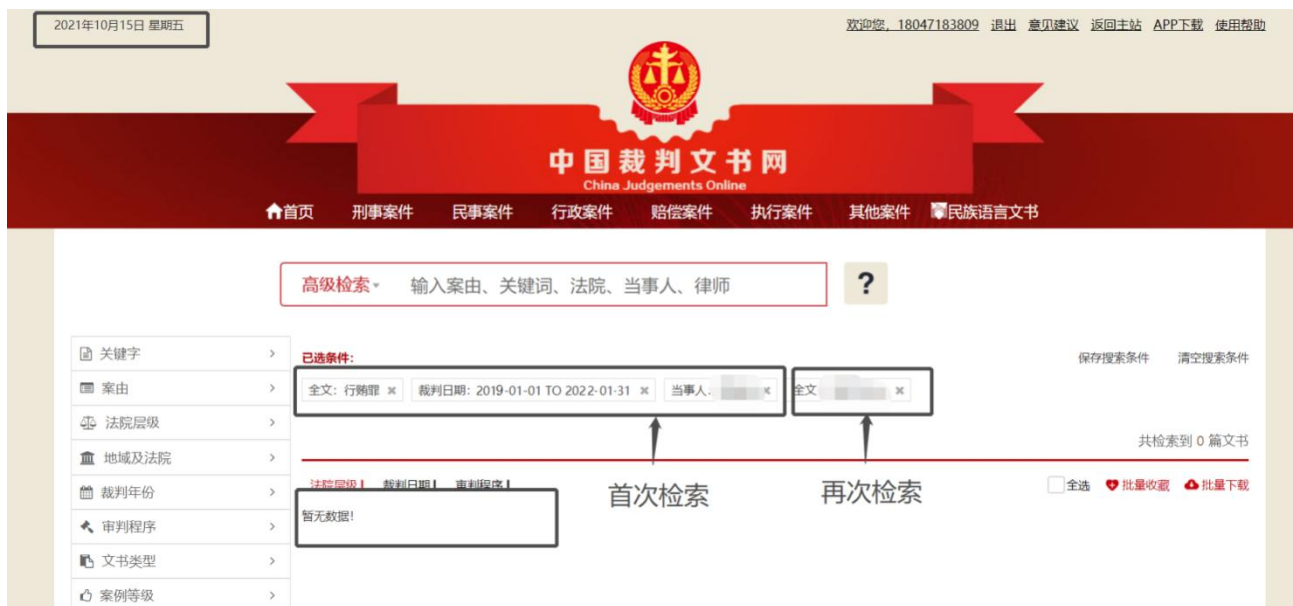 2021年10月15日 星期五
欢迎您，18047183809 退出 意见建议 返回主站 APP下载 使用帮助
中国裁判文书网
China Judgements Online
首页 刑事案件 民事案件 行政案件 赔偿案件 执行案件 其他案件 民族语言文书
高级检索 输入案由、关键词、法院、当事人、律师 ?
关键字
案由
法院层级
地域及法院
裁判年份
审判程序
文书类型
案例等级
已选条件：
保存搜索条件 清空搜索条件
全文：行贿罪 × 裁判日期：2019-01-01 TO 2022-01-31 × 当事人: × 全文 ×
共检索到 0 篇文书
法院层级 裁判日期 审判程序
首次检索 再次检索
全选 批量收藏 批量下载
暂无数据!